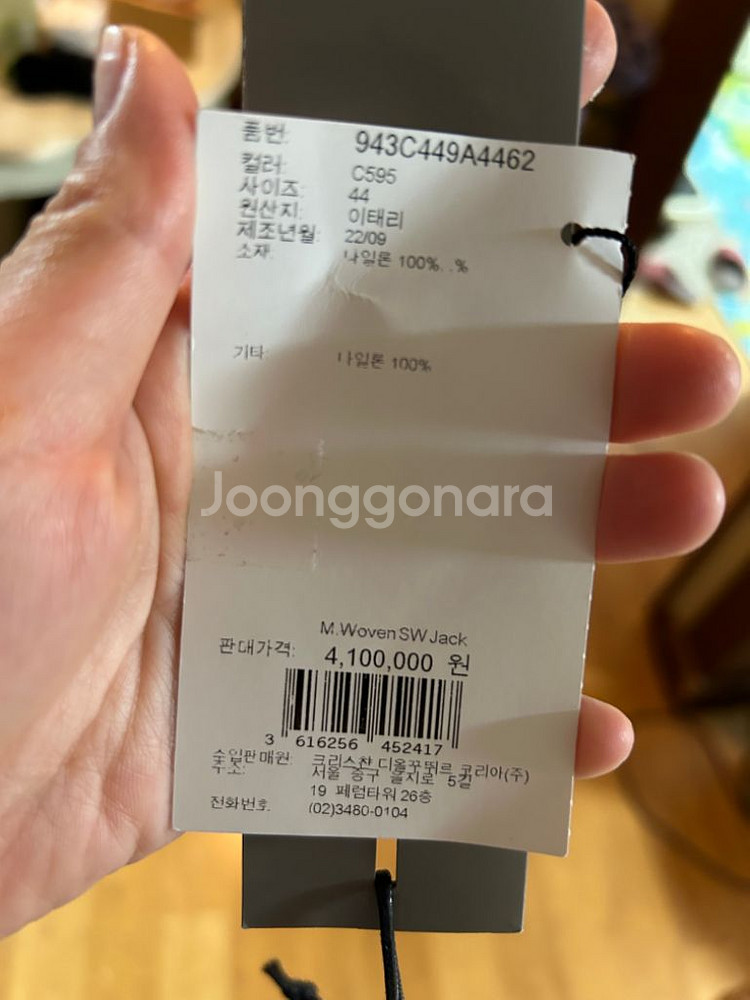 품번: 943C449A4462
컬러: C595
사이즈: 44
원산지: 이태리
제조년월: 22/09
소재: 나일론 100%, .%
기타 나일론 100%
Joonggonara
M.Woven SW Jack
판매가격: 4,100,000 원
3 616256 452417
수입판매원: 크리스챤 디올꾸뛰르 코리아(주)
주소: 서울 중구 을지로 5길
19 페럼타워 26층
전화번호 (02)3480-0104